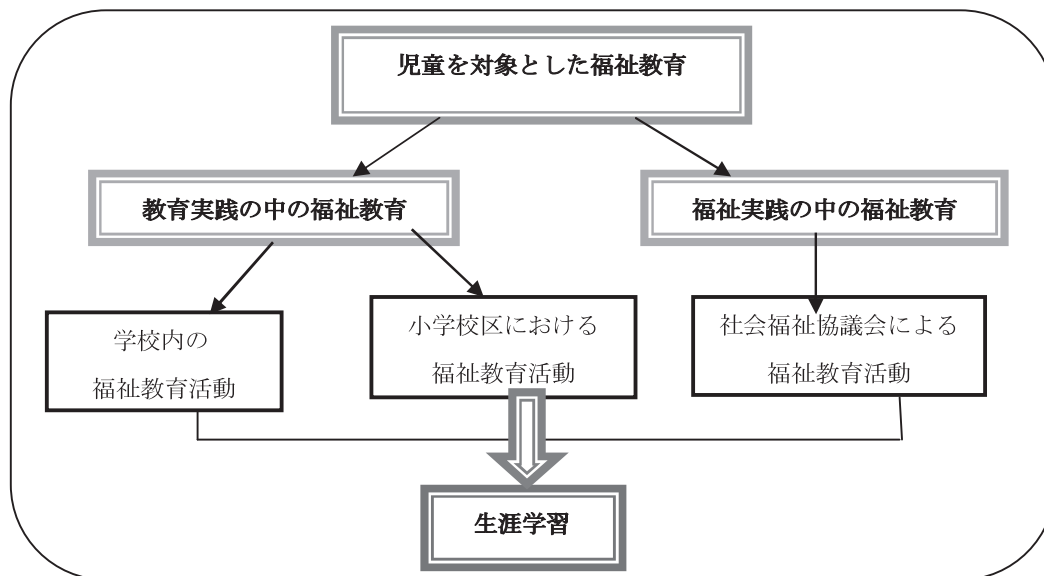 児童を対象とした福祉教育
教育実践の中の福祉教育
福祉実践の中の福祉教育
学校内の
福祉教育活動
小学校区における
福祉教育活動
社会福祉協議会による
福祉教育活動
生涯学習